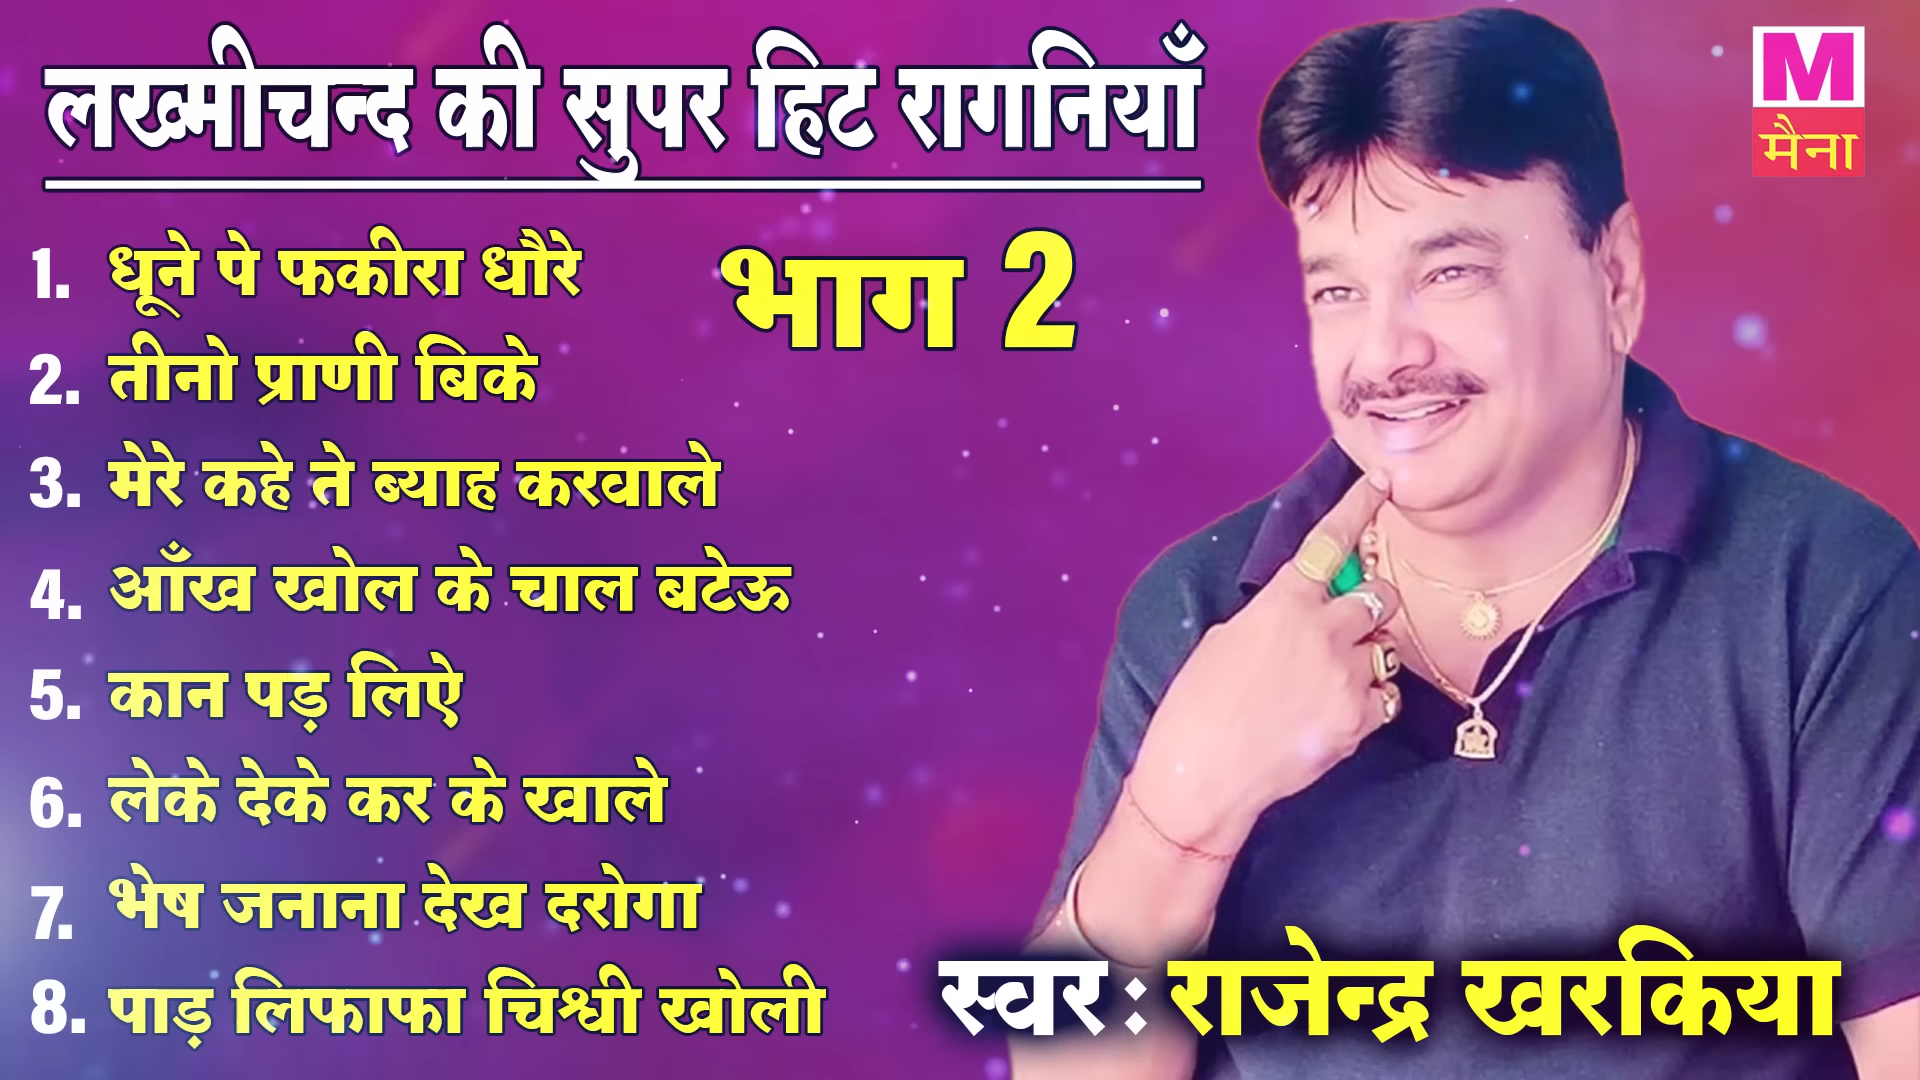 लख्मीचन्द की सुपर हिट रागनियाँ
M
मैना
भाग 2
1. धूने पे फकीरा धौरे
2. तीनो प्राणी बिके
3. मेरे कहे ते ब्याह करवाले
4. आँख खोल के चाल बटेऊ
5. कान पड़ लिऐ
6. लेके देके कर के खाले
7. भेष जनाना देख दरोगा
8. पाड़ लिफाफा चिश्ची खोली
स्वर : राजेन्द्र खरकिया